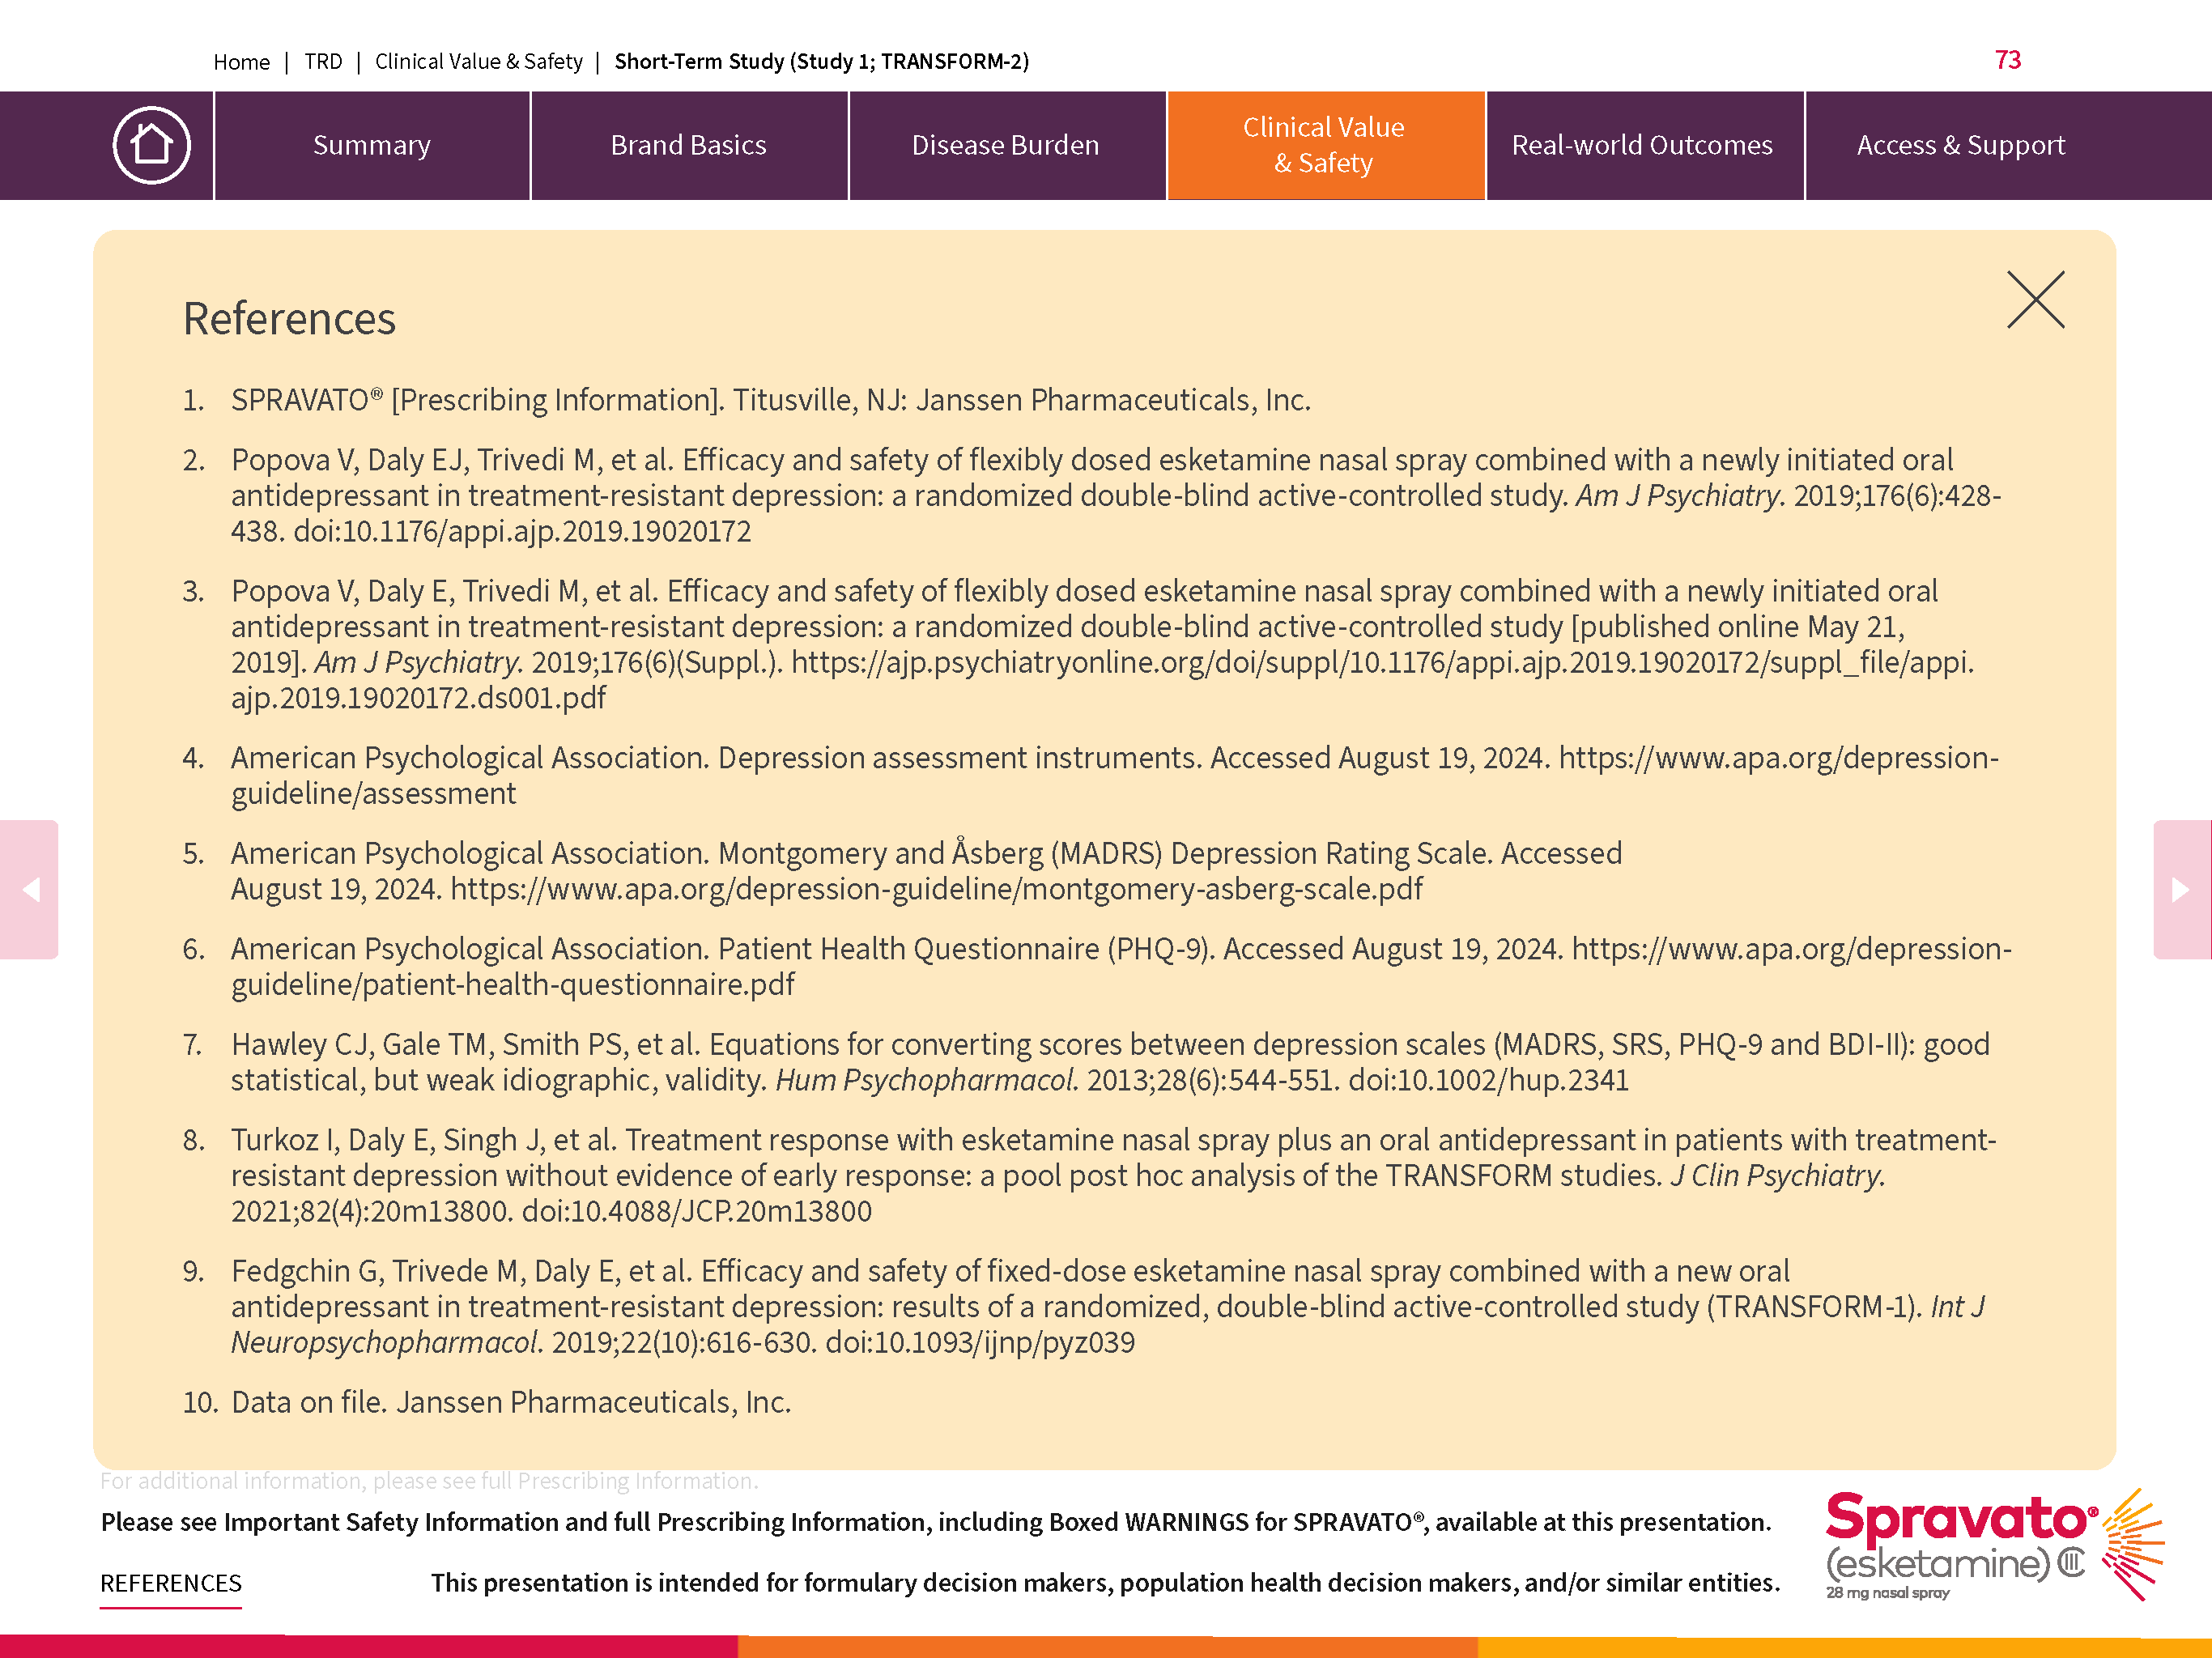 Home | TRD | Clinical Value & Safety | Short-Term Study (Study 1; TRANSFORM-2)
73
Summary
Brand Basics
Disease Burden
Clinical Value
& Safety
Real-world Outcomes
Access & Support
References
1. SPRAVATO® [Prescribing Information]. Titusville, NJ: Janssen Pharmaceuticals, Inc.
2. Popova V, Daly EJ, Trivedi M, et al. Efficacy and safety of flexibly dosed esketamine nasal spray combined with a newly initiated oral
antidepressant in treatment-resistant depression: a randomized double-blind active-controlled study. Am J Psychiatry. 2019;176(6):428-
438. doi:10.1176/appi.ajp.2019.19020172
3. Popova V, Daly E, Trivedi M, et al. Efficacy and safety of flexibly dosed esketamine nasal spray combined with a newly initiated oral
antidepressant in treatment-resistant depression: a randomized double-blind active-controlled study [published online May 21,
2019]. Am J Psychiatry. 2019;176(6)(Suppl.). https://ajp.psychiatryonline.org/doi/suppl/10.1176/appi.ajp.2019.19020172/suppl_file/appi.
ajp.2019.19020172.ds001.pdf
4. American Psychological Association. Depression assessment instruments. Accessed August 19, 2024. https://www.apa.org/depression-
guideline/assessment
5. American Psychological Association. Montgomery and Åsberg (MADRS) Depression Rating Scale. Accessed
August 19, 2024. https://www.apa.org/depression-guideline/montgomery-asberg-scale.pdf
6. American Psychological Association. Patient Health Questionnaire (PHQ-9). Accessed August 19, 2024. https://www.apa.org/depression-
guideline/patient-health-questionnaire.pdf
7. Hawley CJ, Gale TM, Smith PS, et al. Equations for converting scores between depression scales (MADRS, SRS, PHQ-9 and BDI-II): good
statistical, but weak idiographic, validity. Hum Psychopharmacol. 2013;28(6):544-551. doi:10.1002/hup.2341
8. Turkoz I, Daly E, Singh J, et al. Treatment response with esketamine nasal spray plus an oral antidepressant in patients with treatment-
resistant depression without evidence of early response: a pool post hoc analysis of the TRANSFORM studies. J Clin Psychiatry.
2021;82(4):20m13800. doi:10.4088/JCP.20m13800
9. Fedgchin G, Trivede M, Daly E, et al. Efficacy and safety of fixed-dose esketamine nasal spray combined with a new oral
antidepressant in treatment-resistant depression: results of a randomized, double-blind active-controlled study (TRANSFORM-1). Int J
Neuropsychopharmacol. 2019;22(10):616-630. doi:10.1093/ijnp/pyz039
10. Data on file. Janssen Pharmaceuticals, Inc.
For additional information, please see full Prescribing Information.
Please see Important Safety Information and full Prescribing Information, including Boxed WARNINGS for SPRAVATO®, available at this presentation.
REFERENCES
This presentation is intended for formulary decision makers, population health decision makers, and/or similar entities.
Spravato®
(esketamine) CIII
28 mg nasal spray